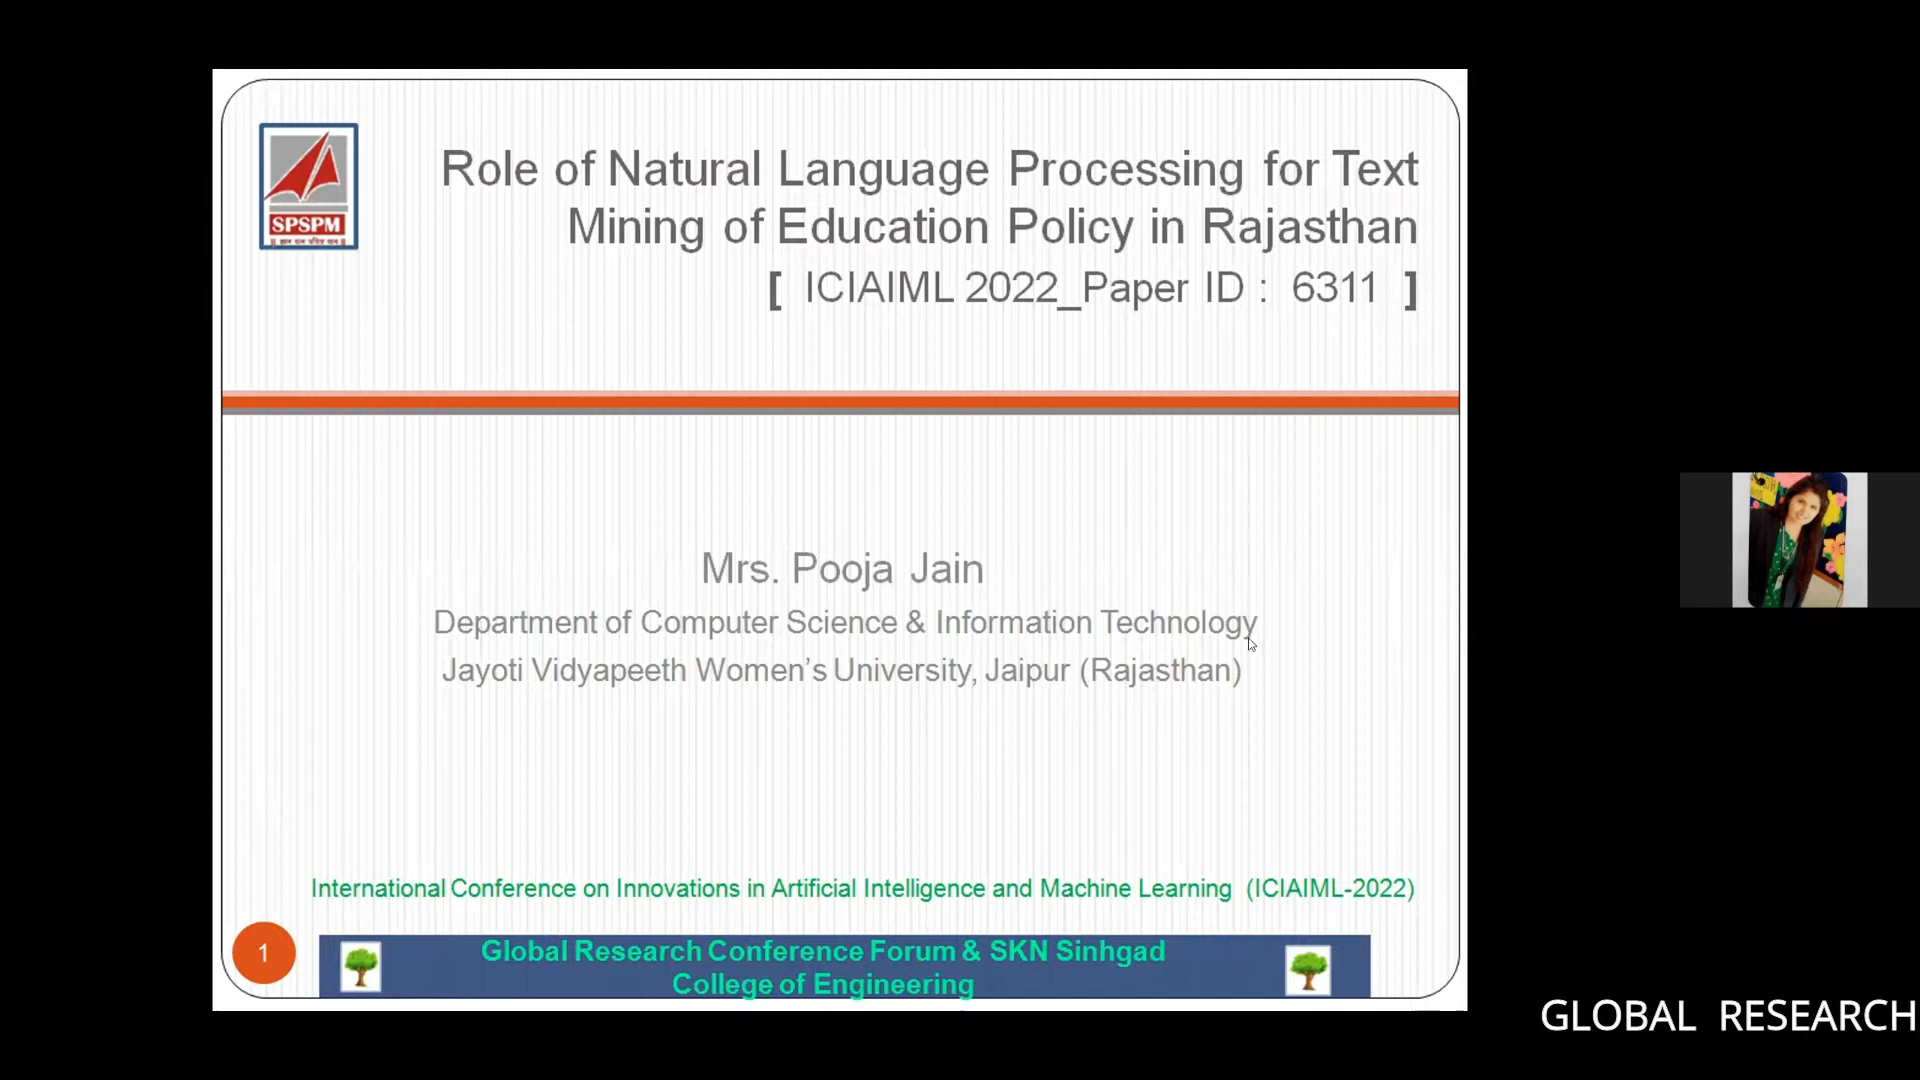 Role of Natural Language Processing for Text
Mining of Education Policy in Rajasthan
[ ICIAIML 2022_Paper ID : 6311 ]
SPSPM
Mrs. Pooja Jain
Department of Computer Science & Information Technology
Jayoti Vidyapeeth Women’s University, Jaipur (Rajasthan)
International Conference on Innovations in Artificial Intelligence and Machine Learning (ICIAIML-2022)
1
Global Research Conference Forum & SKN Sinhgad
College of Engineering
GLOBAL RESEARCH